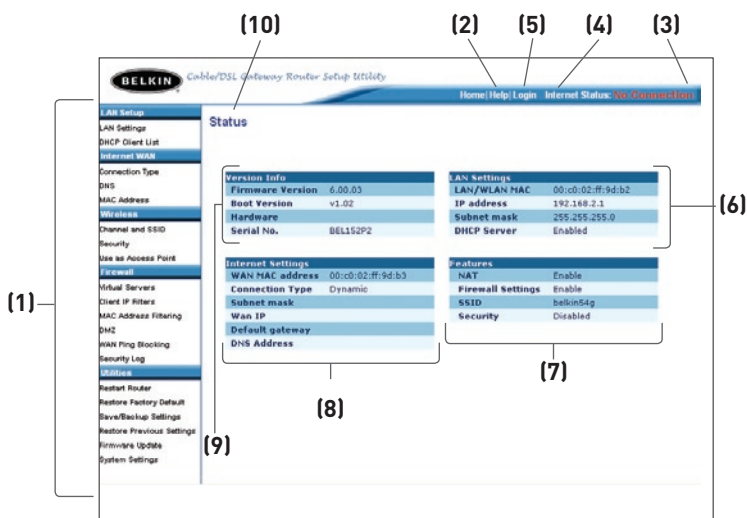 (10) (2) (5) (4) (3)
BELKIN Cable/DSL Gateway Router Setup Utility
Home|Help|Login Internet Status: No Connection
LAN Setup
LAN Settings
DHCP Client List
Internet WAN
Connection Type
DNS
MAC Address
Wireless
Channel and SSID
Security
Use as Access Point
Firewall
Virtual Servers
Client IP Filters
MAC Address Filtering
DMZ
WAN Ping Blocking
Security Log
Utilities
Restart Router
Restore Factory Default
Save/Backup Settings
Restore Previous Settings
Firmware Update
System Settings
(1)
Status
Version Info
Firmware Version 6.00.03
Boot Version v1.02
Hardware
Serial No. BEL152P2
(9)
LAN Settings
LAN/WLAN MAC 00:c0:02:ff:9d:b2
IP address 192.168.2.1
Subnet mask 255.255.255.0
DHCP Server Enabled
(6)
Internet Settings
WAN MAC address 00:c0:02:ff:9d:b3
Connection Type Dynamic
Subnet mask
Wan IP
Default gateway
DNS Address
(8)
Features
NAT Enable
Firewall Settings Enable
SSID belkin54g
Security Disabled
(7)